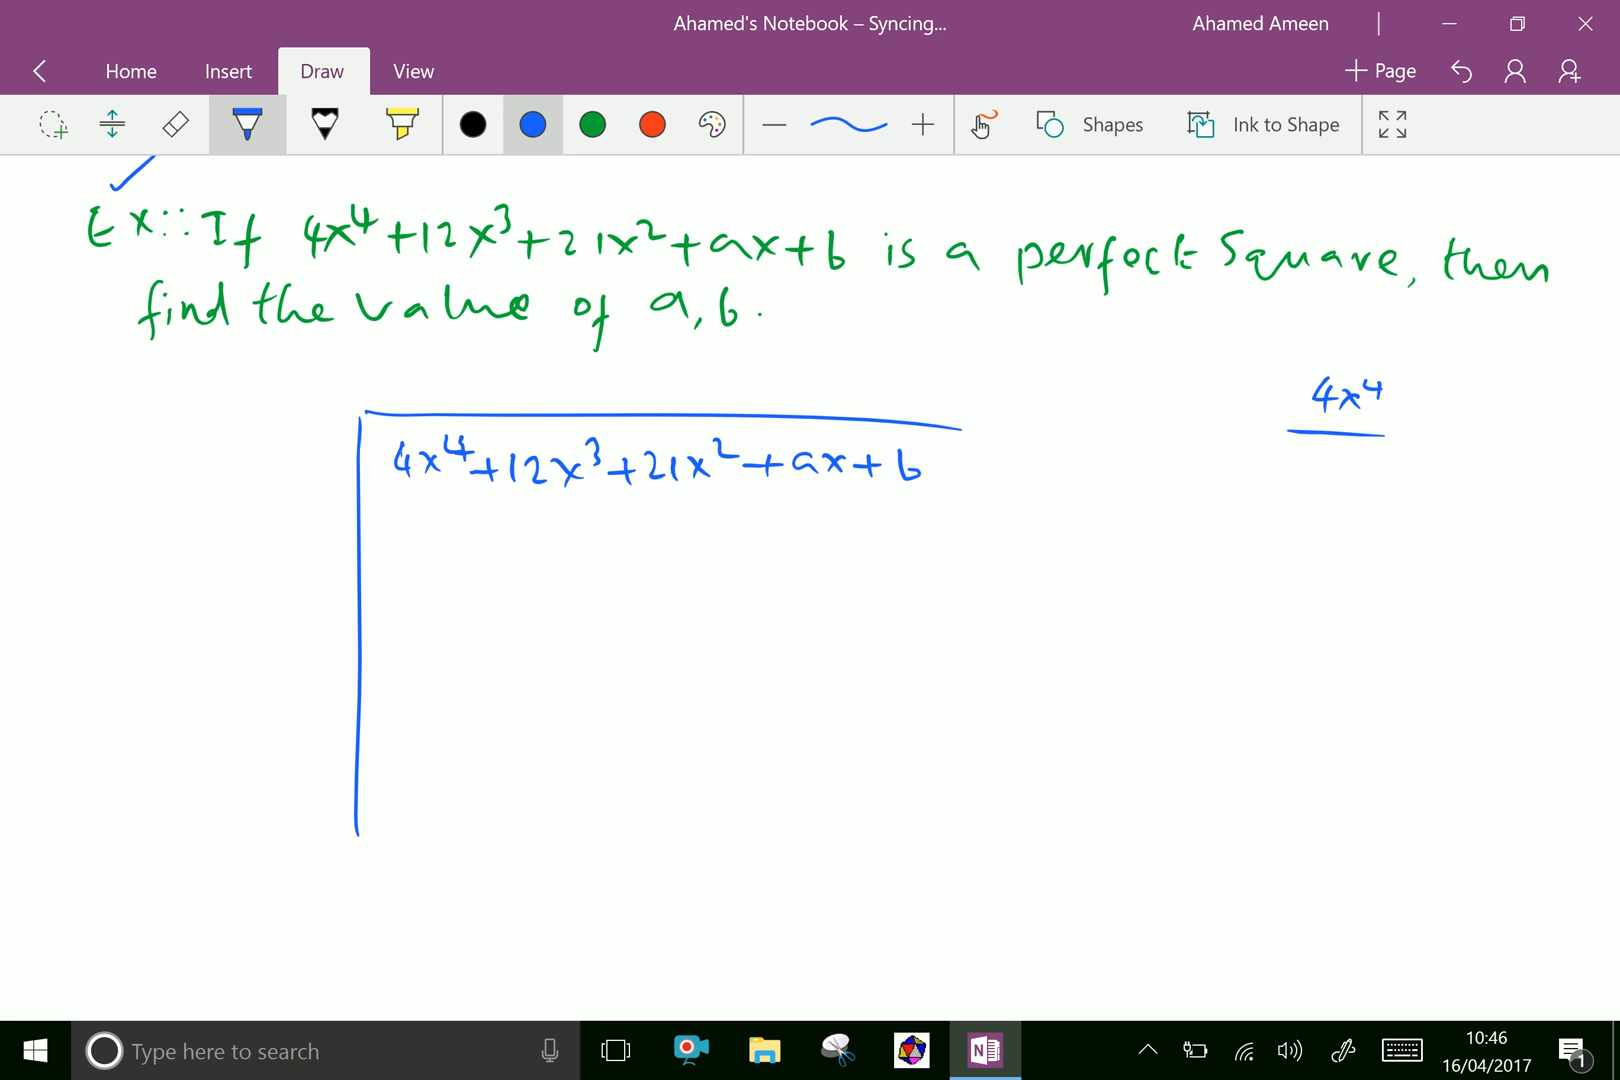 Ahamed's Notebook – Syncing...
Ahamed Ameen
Home Insert Draw View
Page
Shapes Ink to Shape
Ex:: If 4x⁴+12x³+21x²+ax+b is a perfect square, then
find the value of a,b.
4x⁴
4x⁴+12x³+21x²+ax+b
Type here to search
10:46
16/04/2017
1